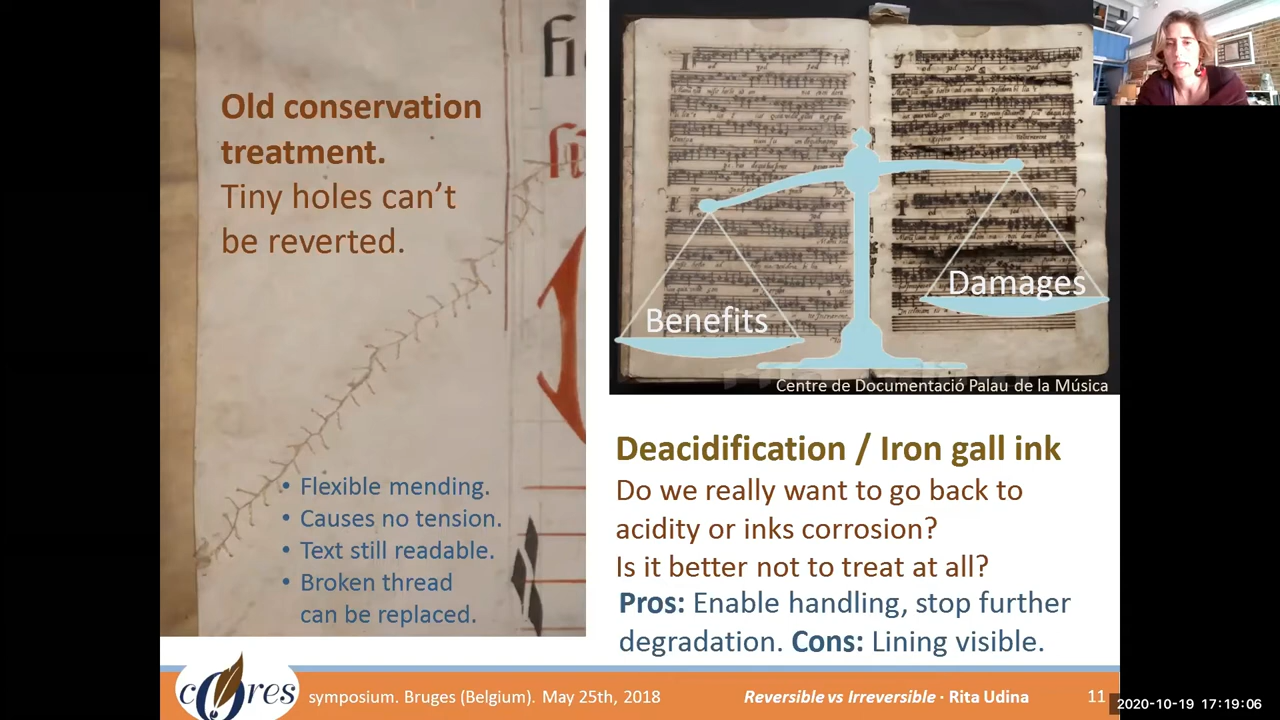 Old conservation
treatment.
Tiny holes can’t
be reverted.
• Flexible mending.
• Causes no tension.
• Text still readable.
• Broken thread
can be replaced.
Benefits
Damages
Centre de Documentació Palau de la Música
Deacidification / Iron gall ink
Do we really want to go back to
acidity or inks corrosion?
Is it better not to treat at all?
Pros: Enable handling, stop further
degradation. Cons: Lining visible.
cores
symposium. Bruges (Belgium). May 25th, 2018
Reversible vs Irreversible · Rita Udina
11
2020-10-19 17:19:06